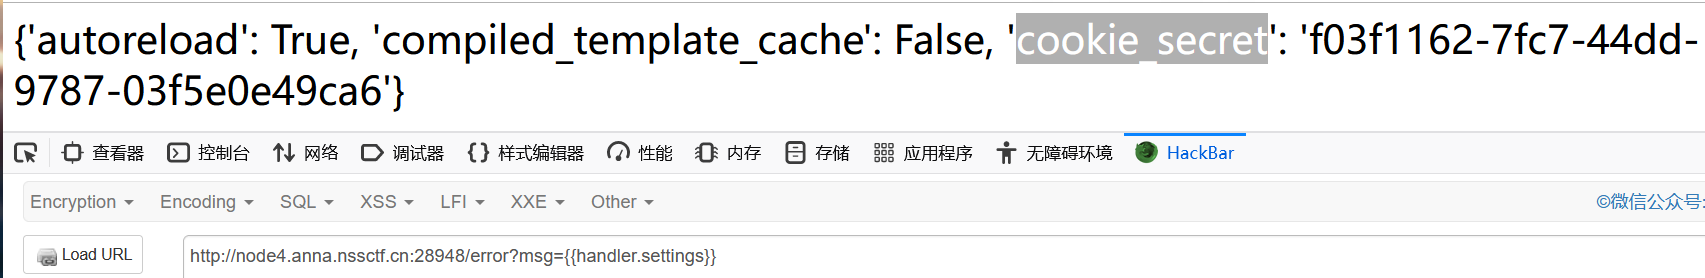 {'autoreload': True, 'compiled_template_cache': False, 'cookie_secret': 'f03f1162-7fc7-44dd-
9787-03f5e0e49ca6'}
查看器 控制台 网络 调试器 样式编辑器 性能 内存 存储 应用程序 无障碍环境 HackBar
Encryption Encoding SQL XSS LFI XXE Other ©微信公众号:
Load URL http://node4.anna.nssctf.cn:28948/error?msg={{handler.settings}}